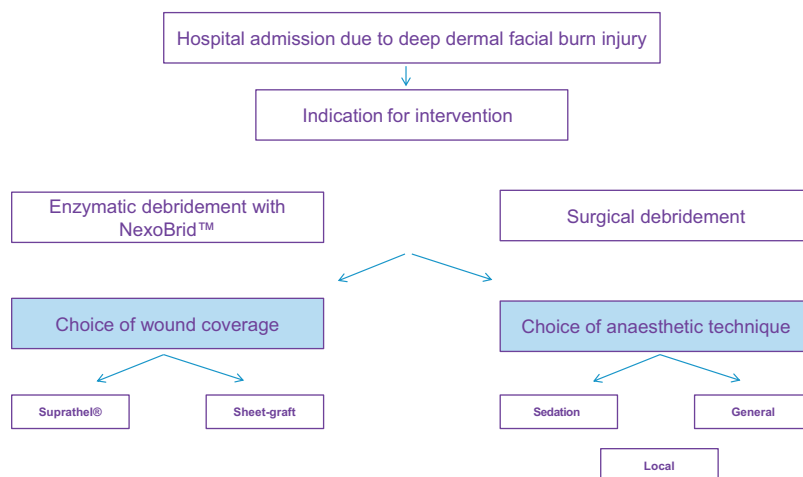 Hospital admission due to deep dermal facial burn injury
Indication for intervention
Enzymatic debridement with
NexoBrid™
Surgical debridement
Choice of wound coverage
Choice of anaesthetic technique
Suprathel®
Sheet-graft
Sedation
General
Local